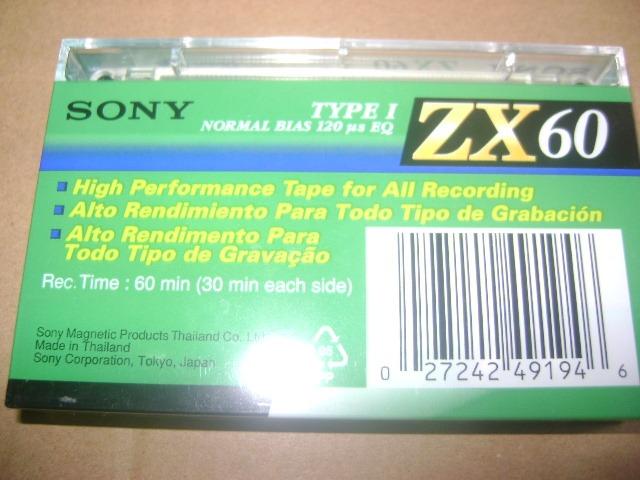 SONY
TYPE I
NORMAL BIAS 120 µs EQ
ZX60
ZX60
High Performance Tape for All Recording
Alto Rendimiento Para Todo Tipo de Grabación
Alto Rendimento Para
Todo Tipo de Gravação
Rec. Time : 60 min (30 min each side)
Sony Magnetic Products Thailand Co.
Made in Thailand
Sony Corporation, Tokyo, Japan
0 27242 49194 6